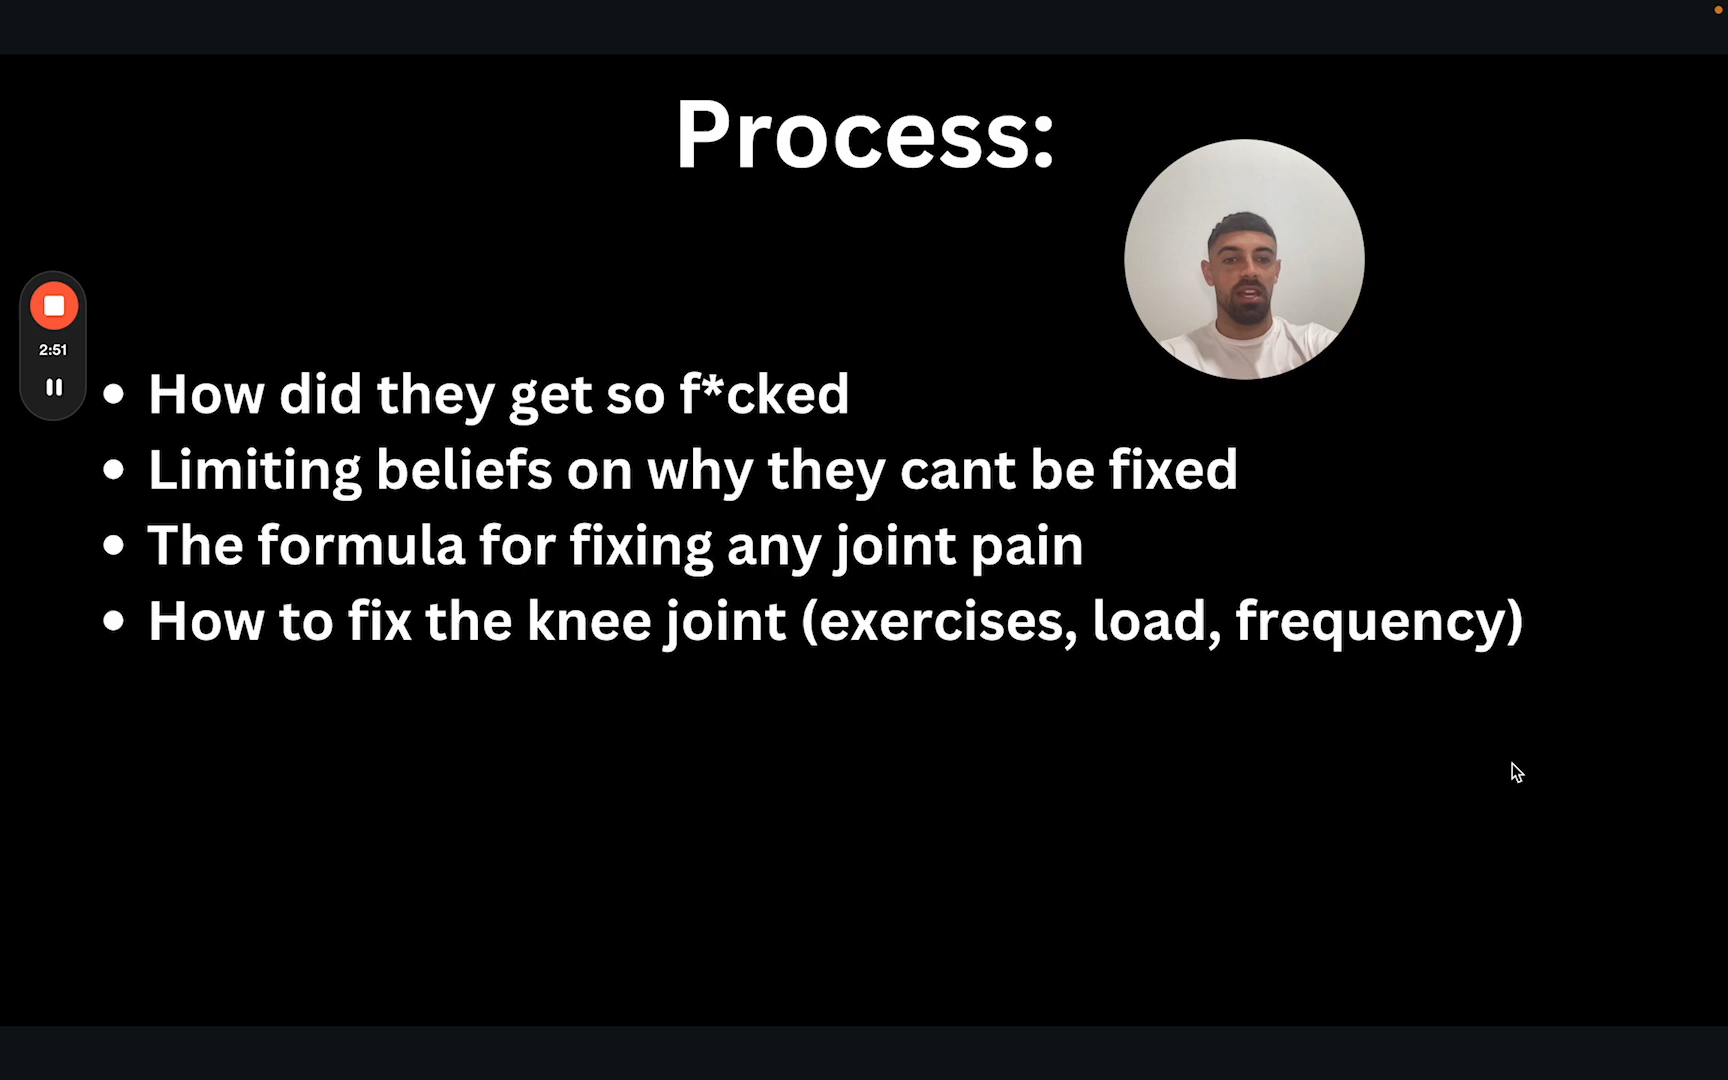 Process:
2:51
How did they get so f*cked
Limiting beliefs on why they cant be fixed
The formula for fixing any joint pain
How to fix the knee joint (exercises, load, frequency)